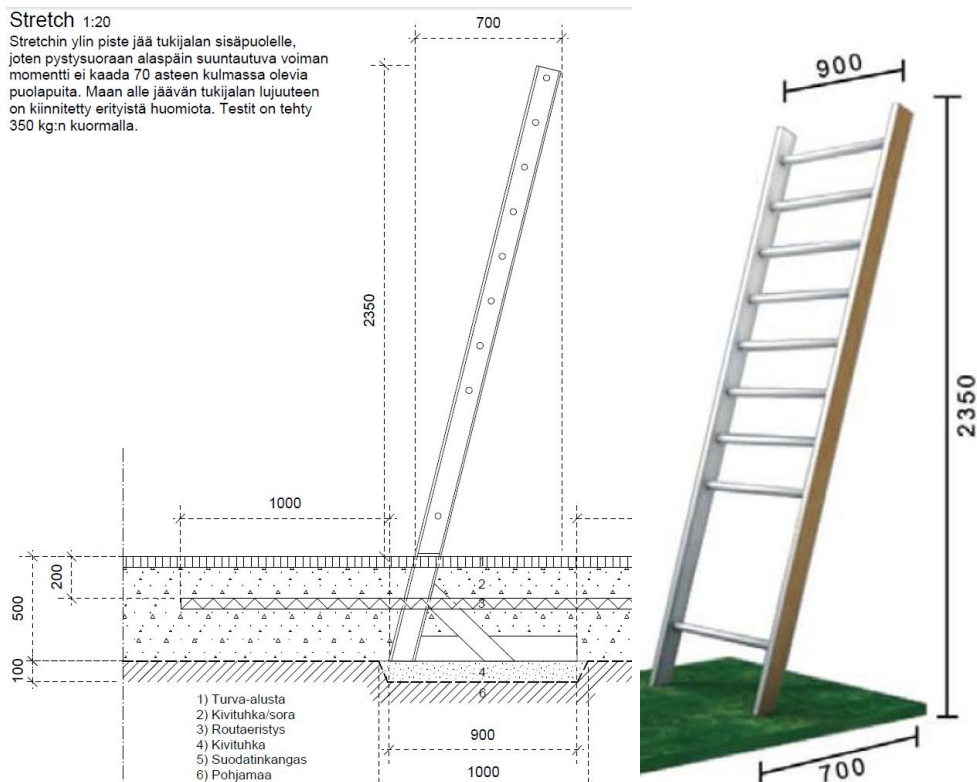 Stretch 1:20
Stretchin ylin piste jää tukijalan sisäpuolelle,
joten pystysuoraan alaspäin suuntautuva voiman
momentti ei kaada 70 asteen kulmassa olevia
puolapuita. Maan alle jäävän tukijalan lujuuteen
on kiinnitetty erityistä huomiota. Testit on tehty
350 kg:n kuormalla.
700
2350
1000
200
500
100
1
2
3
4
6
1) Turva-alusta
2) Kivituhka/sora
3) Routaeristys
4) Kivituhka
5) Suodatinkangas
6) Pohjamaa
900
1000
900
2350
700